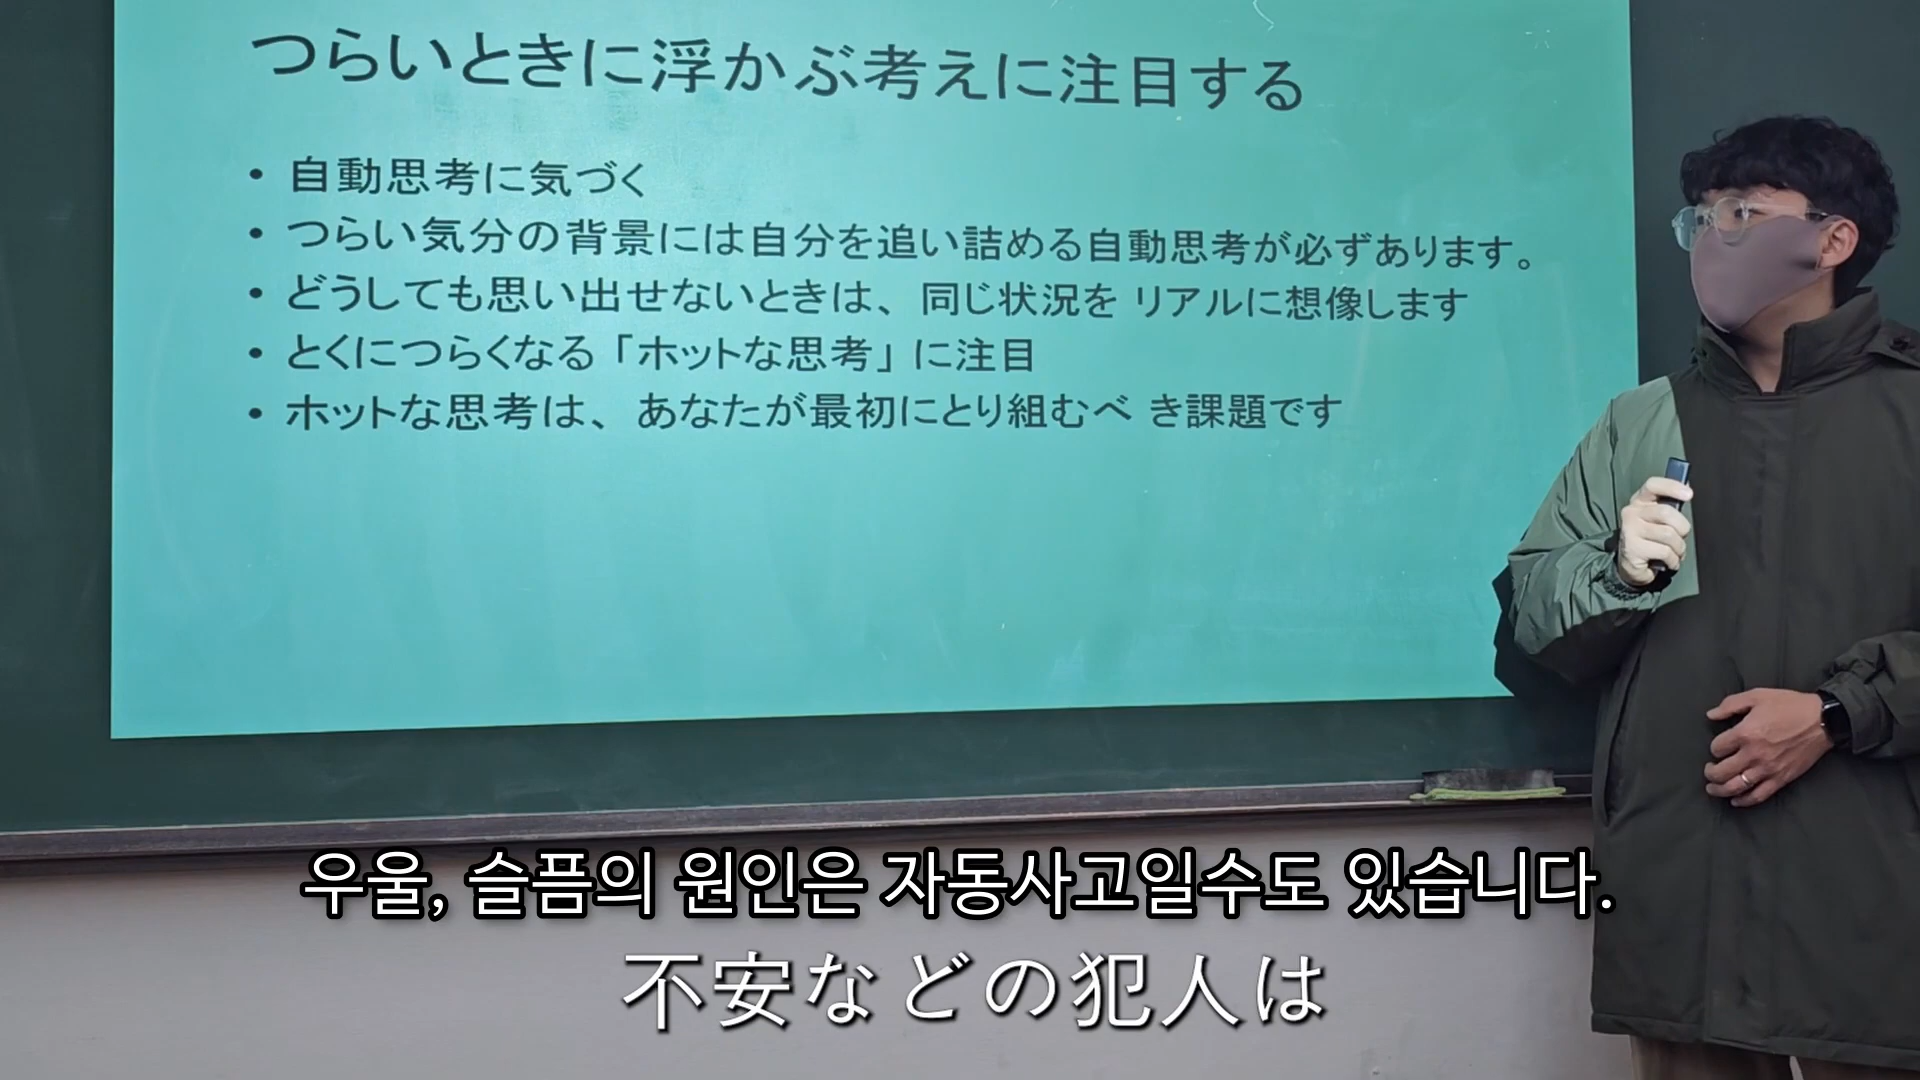 つらいときに浮かぶ考えに注目する
• 自動思考に気づく
• つらい気分の背景には自分を追い詰める自動思考が必ずあります。
• どうしても思い出せないときは、同じ状況を リアルに想像します
• とくにつらくなる「ホットな思考」に注目
• ホットな思考は、あなたが最初にとり組むべ き課題です
우울, 슬픔의 원인은 자동사고일수도 있습니다.
不安などの犯人は